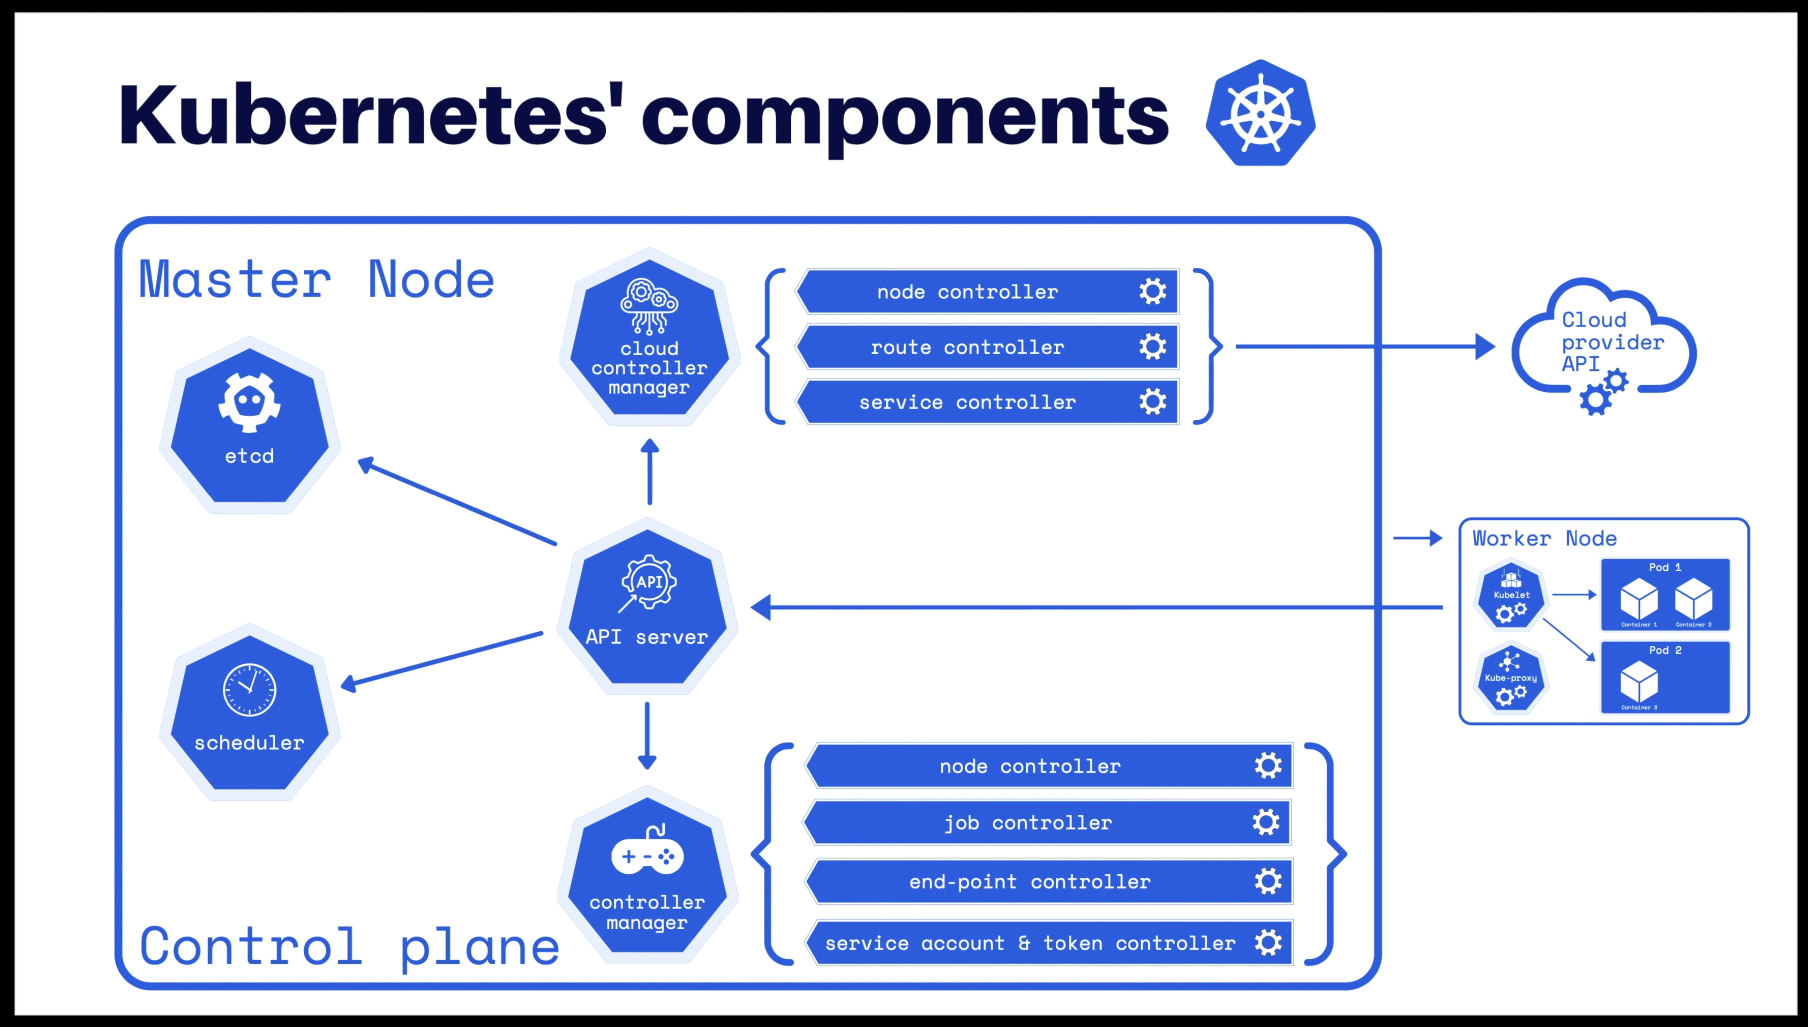 Kubernetes' components
Master Node
etcd
scheduler
Control plane
cloud
controller
manager
node controller
route controller
service controller
API
API server
controller
manager
node controller
job controller
end-point controller
service account & token controller
Cloud
provider
API
Worker Node
Kubelet
Kube-proxy
Pod 1
Container 1
Container 2
Pod 2
Container 3